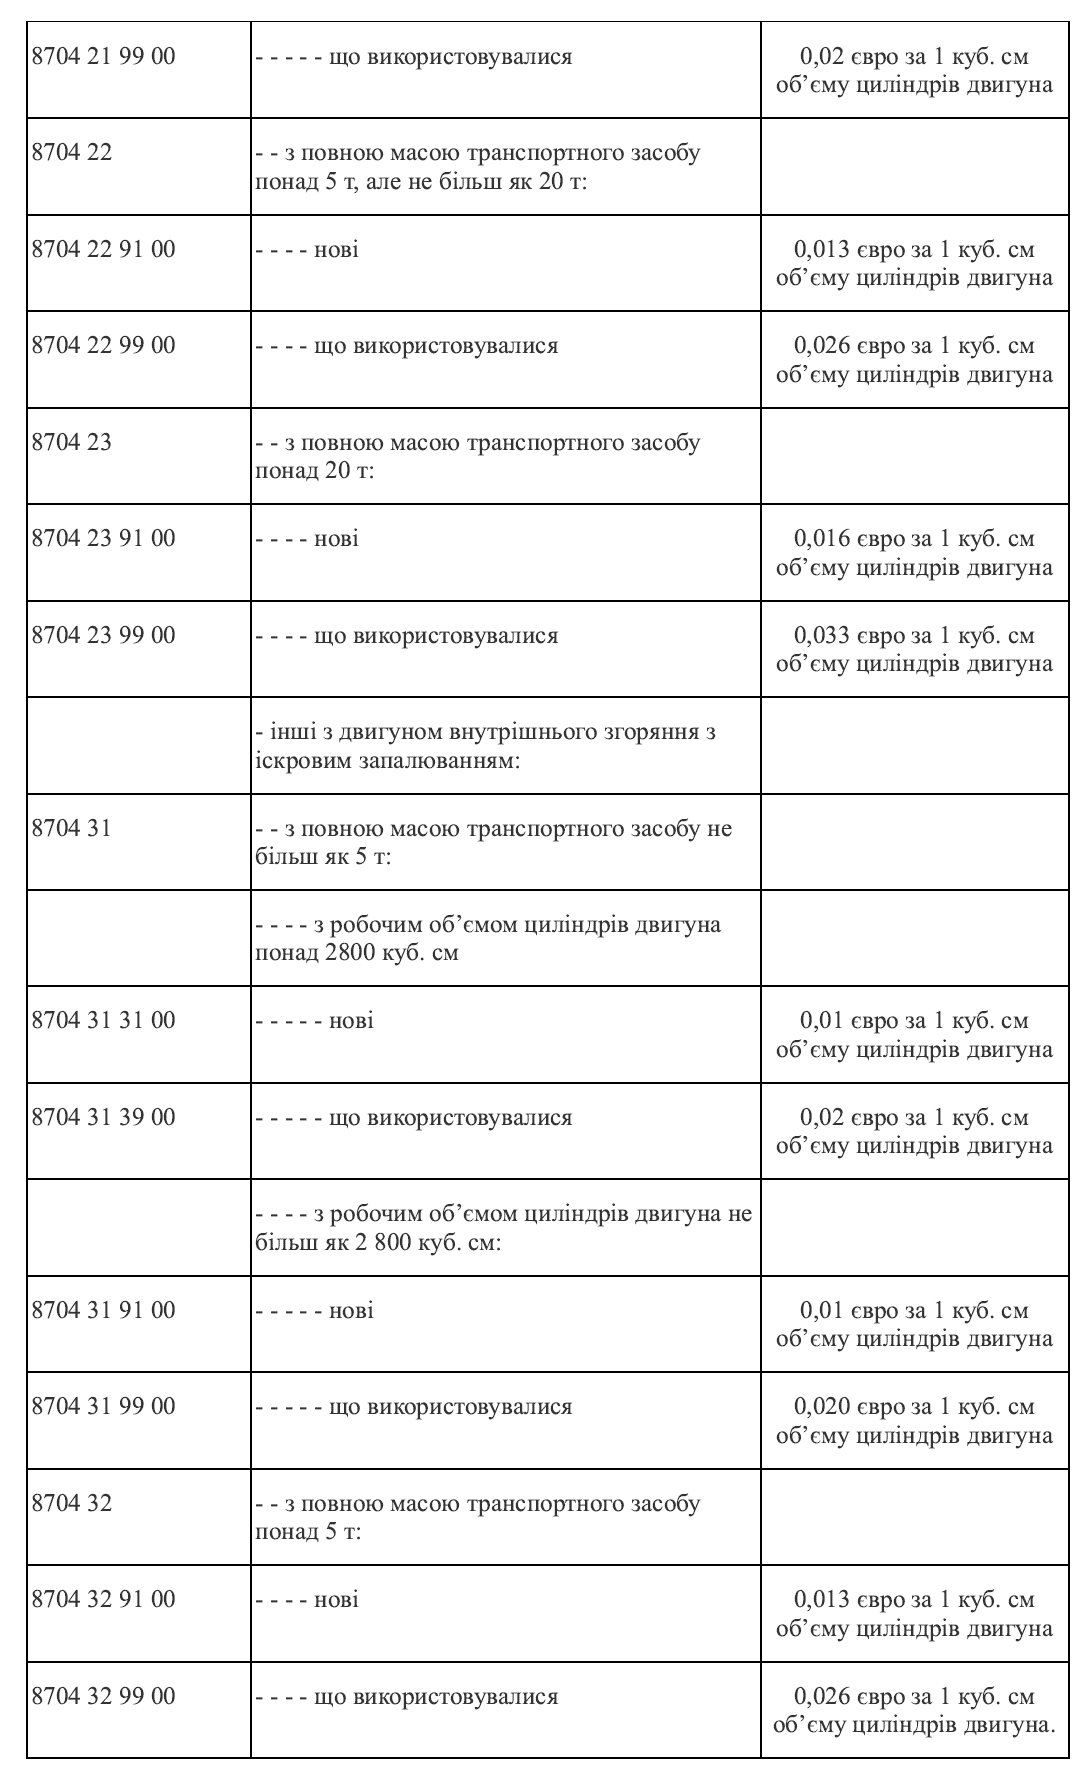 8704 21 99 00
- - - - - що використовувалися
0,02 євро за 1 куб. см
об’єму циліндрів двигуна
8704 22
- - з повною масою транспортного засобу
понад 5 т, але не більш як 20 т:
8704 22 91 00
- - - - нові
0,013 євро за 1 куб. см
об’єму циліндрів двигуна
8704 22 99 00
- - - - що використовувалися
0,026 євро за 1 куб. см
об’єму циліндрів двигуна
8704 23
- - з повною масою транспортного засобу
понад 20 т:
8704 23 91 00
- - - - нові
0,016 євро за 1 куб. см
об’єму циліндрів двигуна
8704 23 99 00
- - - - що використовувалися
0,033 євро за 1 куб. см
об’єму циліндрів двигуна
- інші з двигуном внутрішнього згоряння з
іскровим запалюванням:
8704 31
- - з повною масою транспортного засобу не
більш як 5 т:
- - - - з робочим об’ємом циліндрів двигуна
понад 2800 куб. см
8704 31 31 00
- - - - - нові
0,01 євро за 1 куб. см
об’єму циліндрів двигуна
8704 31 39 00
- - - - - що використовувалися
0,02 євро за 1 куб. см
об’єму циліндрів двигуна
- - - - з робочим об’ємом циліндрів двигуна не
більш як 2 800 куб. см:
8704 31 91 00
- - - - - нові
0,01 євро за 1 куб. см
об’єму циліндрів двигуна
8704 31 99 00
- - - - - що використовувалися
0,020 євро за 1 куб. см
об’єму циліндрів двигуна
8704 32
- - з повною масою транспортного засобу
понад 5 т:
8704 32 91 00
- - - - нові
0,013 євро за 1 куб. см
об’єму циліндрів двигуна
8704 32 99 00
- - - - що використовувалися
0,026 євро за 1 куб. см
об’єму циліндрів двигуна.